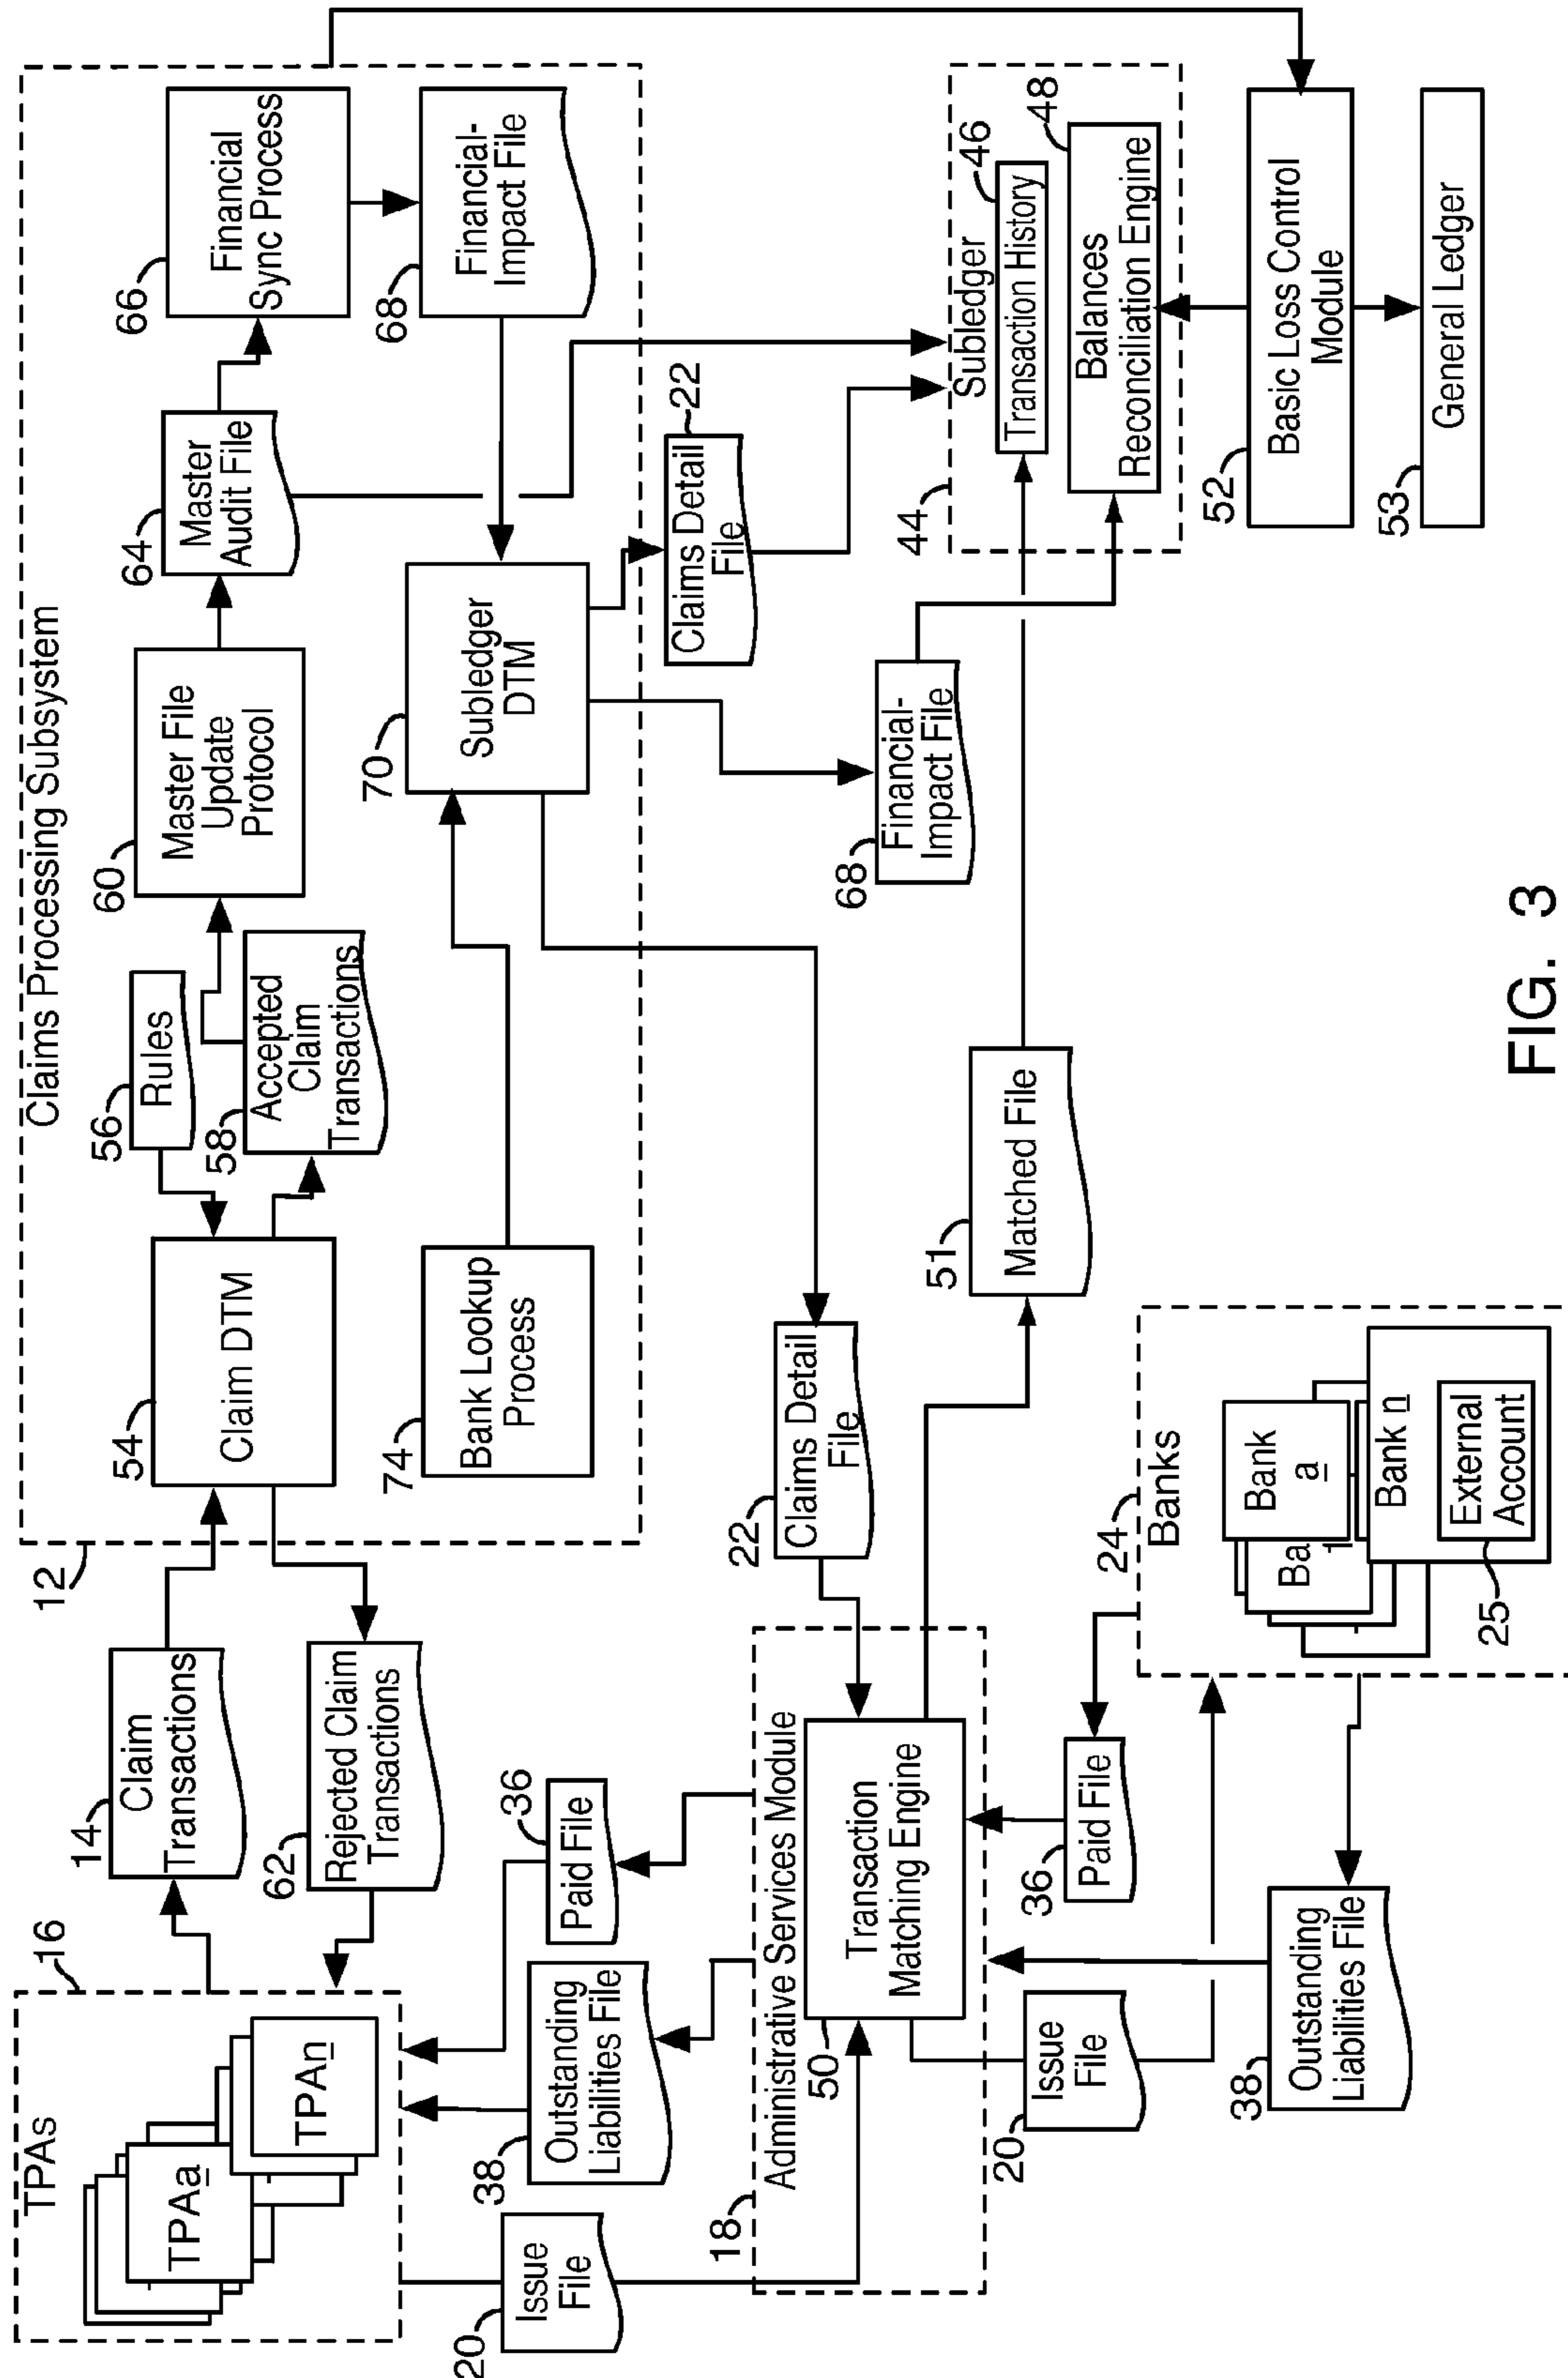 TPAs
16
TPAa
TPAn
14
Claim
Transactions
62
Rejected Claim
Transactions
12
Claims Processing Subsystem
54
Claim DTM
56
Rules
58
Accepted
Claim
Transactions
60
Master File
Update
Protocol
64
Master
Audit File
66
Financial
Sync Process
68
Financial-
Impact File
74
Bank Lookup
Process
70
Subledger
DTM
20
Issue
File
38
Outstanding
Liabilities File
36
Paid File
22
Claims Detail
File
68
Financial-
Impact File
22
Claims Detail
File
18
Administrative Services Module
50
Transaction
Matching Engine
51
Matched File
44
Subledger
46
Transaction History
48
Balances
Reconciliation Engine
20
Issue
File
36
Paid File
38
Outstanding
Liabilities File
24
Banks
Bank
a
Ba
Bank n
External
Account
25
52
Basic Loss Control
Module
53
General Ledger
FIG. 3